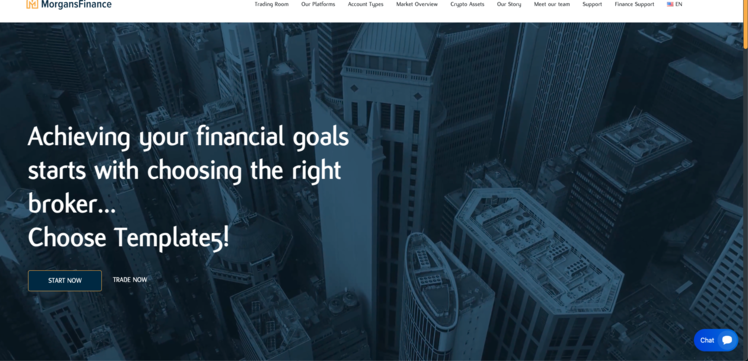 MorgansFinance
Trading Room Our Platforms Account Types Market Overview Crypto Assets Our Story Meet our team Support Finance Support EN
Achieving your financial goals
starts with choosing the right
broker...
Choose Template5!
START NOW TRADE NOW
Chat